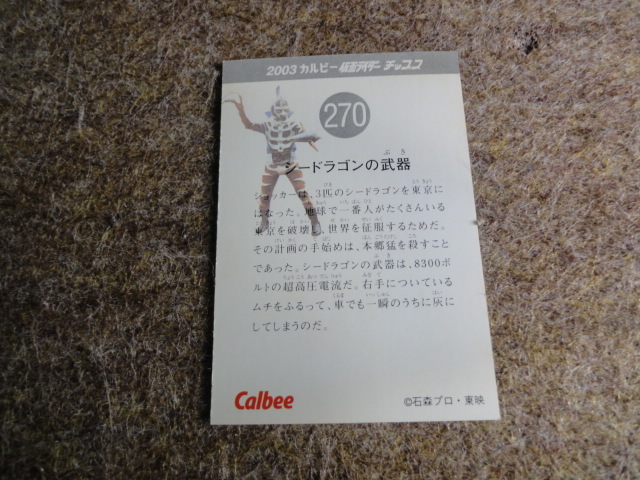 2003 カルビー 仮面ライダー チップス
270
シードラゴンの武器
ショッカーは、3匹のシードラゴンを東京に
はなった。地球で一番人がたくさんいる
東京を破壊し、世界を征服するためだ。
その計画の手始めは、本郷猛を殺すこと
であった。シードラゴンの武器は、8300ボ
ルトの超高圧電流だ。右手についている
ムチをふるって、車でも一瞬のうちに灰に
してしまうのだ。
Calbee
©石森プロ・東映